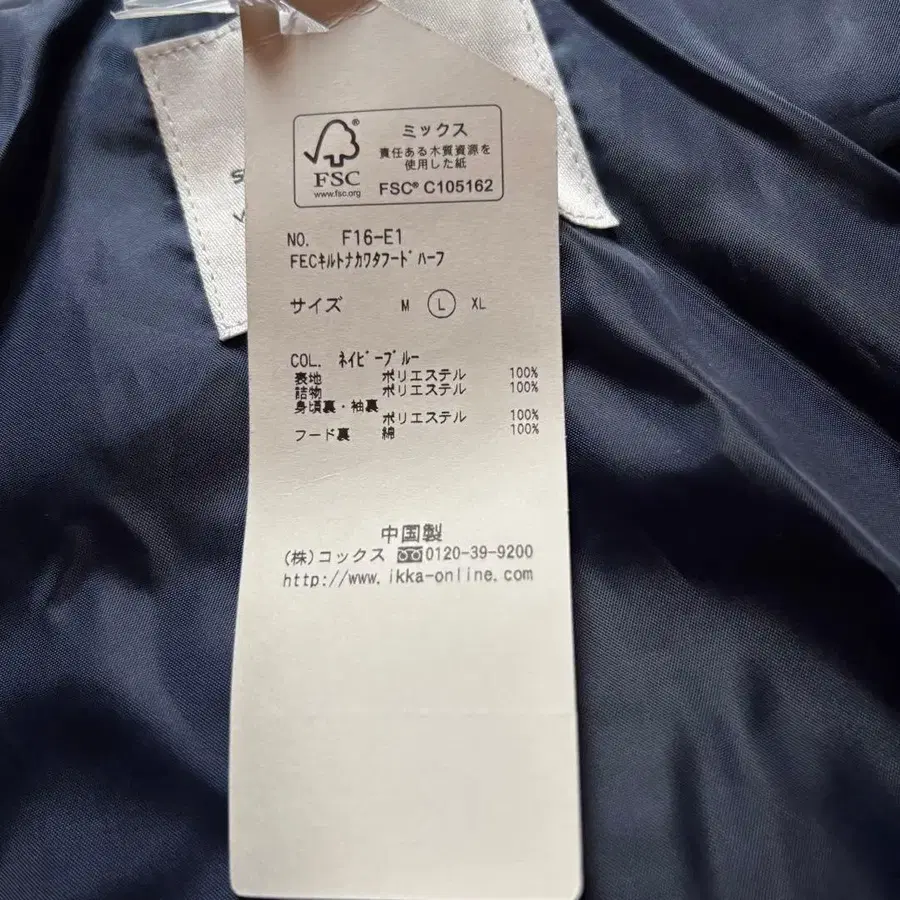 FSC®
www.fsc.org
ミックス
責任ある木質資源を
使用した紙
FSC® C105162
NO. F16-E1
FECキルトナカワタフードハーフ
サイズ M L XL
COL. ネイビーブルー
表地 ポリエステル 100%
詰物 ポリエステル 100%
身頃裏・袖裏
ポリエステル 100%
フード裏 綿 100%
中国製
(株)コックス 0120-39-9200
http://www.ikka-online.com